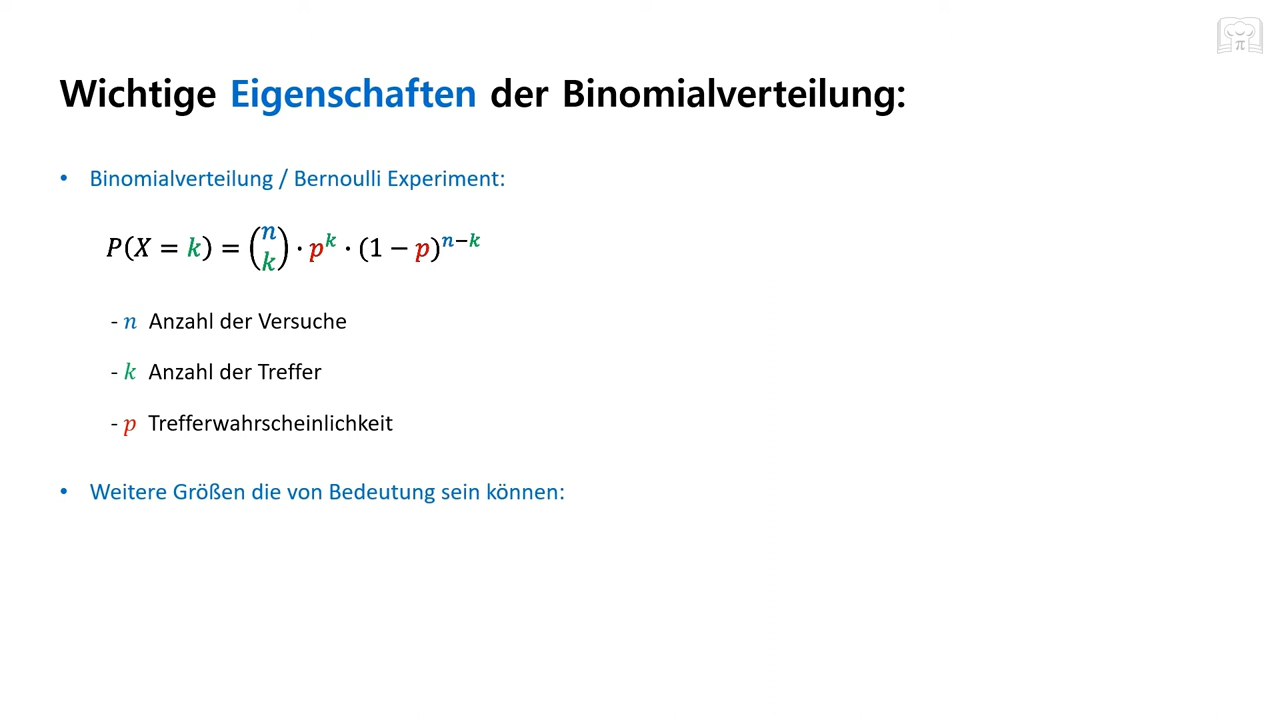 Wichtige Eigenschaften der Binomialverteilung:
• Binomialverteilung / Bernoulli Experiment:
P(X = k) = (n k) · p^k · (1 − p)^{n−k}
- n Anzahl der Versuche
- k Anzahl der Treffer
- p Trefferwahrscheinlichkeit
• Weitere Größen die von Bedeutung sein können:
π